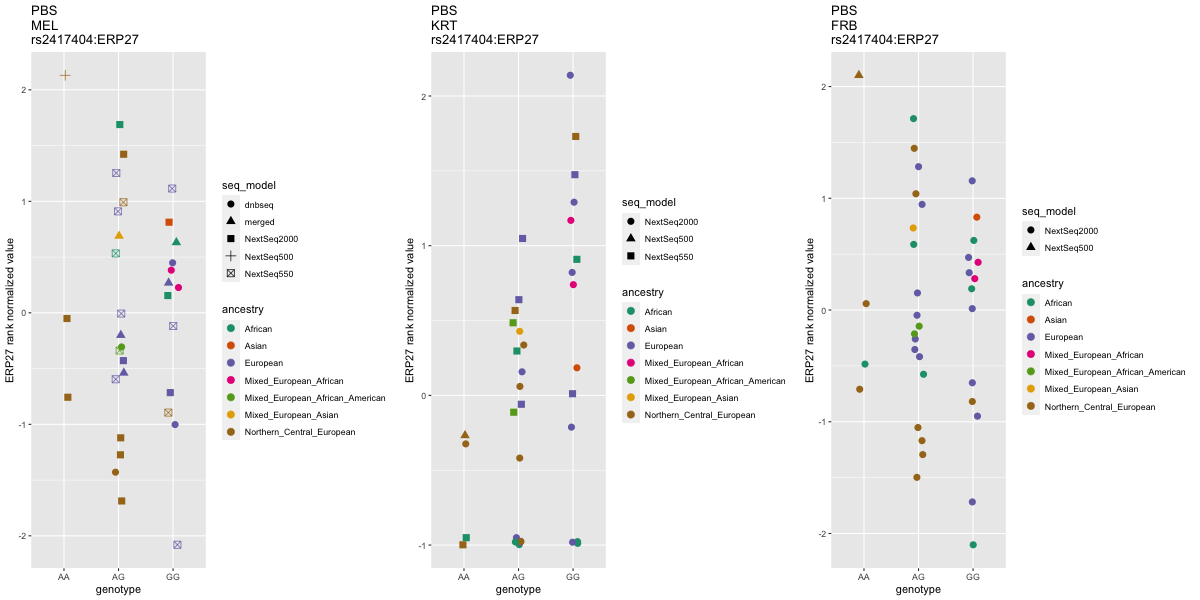 PBS
MEL
rs2417404:ERP27
ERP27 rank normalized value
2
1
0
-1
-2
AA
AG
GG
genotype
seq_model
dnbseq
merged
NextSeq2000
NextSeq500
NextSeq550
ancestry
African
Asian
European
Mixed_European_African
Mixed_European_African_American
Mixed_European_Asian
Northern_Central_European
PBS
KRT
rs2417404:ERP27
ERP27 rank normalized value
2
1
0
-1
AA
AG
GG
genotype
seq_model
NextSeq2000
NextSeq500
NextSeq550
ancestry
African
Asian
European
Mixed_European_African
Mixed_European_African_American
Mixed_European_Asian
Northern_Central_European
PBS
FRB
rs2417404:ERP27
ERP27 rank normalized value
2
1
0
-1
-2
AA
AG
GG
genotype
seq_model
NextSeq2000
NextSeq500
ancestry
African
Asian
European
Mixed_European_African
Mixed_European_African_American
Mixed_European_Asian
Northern_Central_European